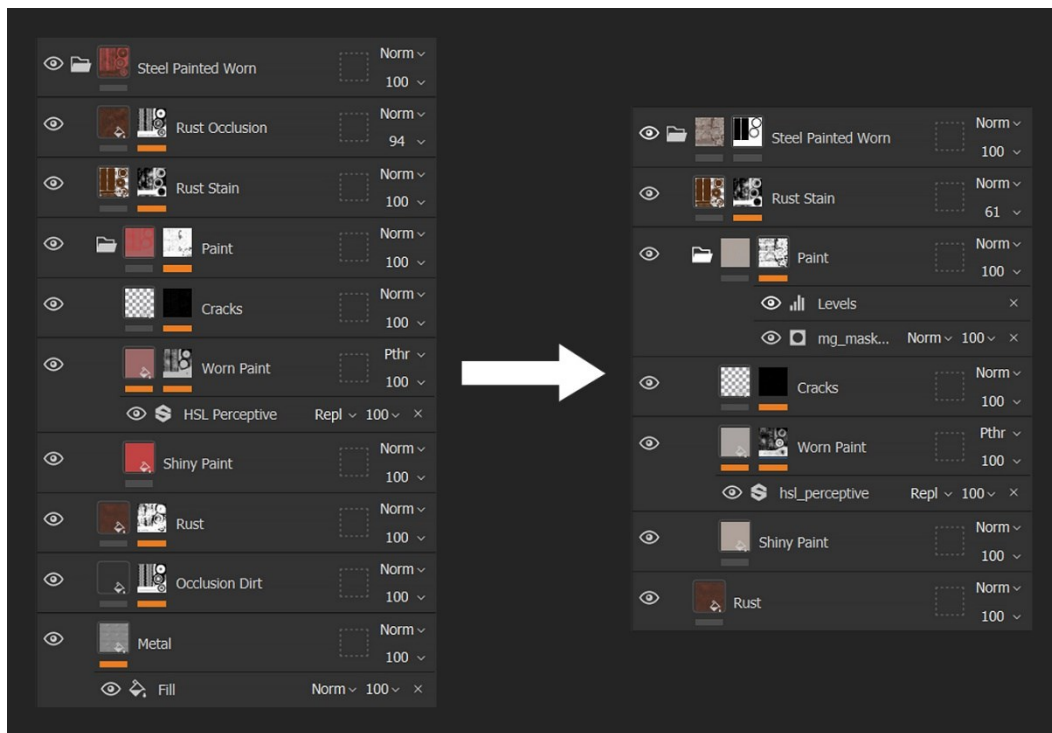 Steel Painted Worn
Norm
100
Rust Occlusion
Norm
94
Rust Stain
Norm
100
Paint
Norm
100
Cracks
Norm
100
Worn Paint
Pthr
100
HSL Perceptive Repl 100
Shiny Paint
Norm
100
Rust
Norm
100
Occlusion Dirt
Norm
100
Metal
Norm
100
Fill Norm 100
Steel Painted Worn
Norm
100
Rust Stain
Norm
61
Paint
Norm
100
Levels
mg_mask... Norm 100
Cracks
Norm
100
Worn Paint
Pthr
100
hsl_perceptive Repl 100
Shiny Paint
Norm
100
Rust
Norm
100